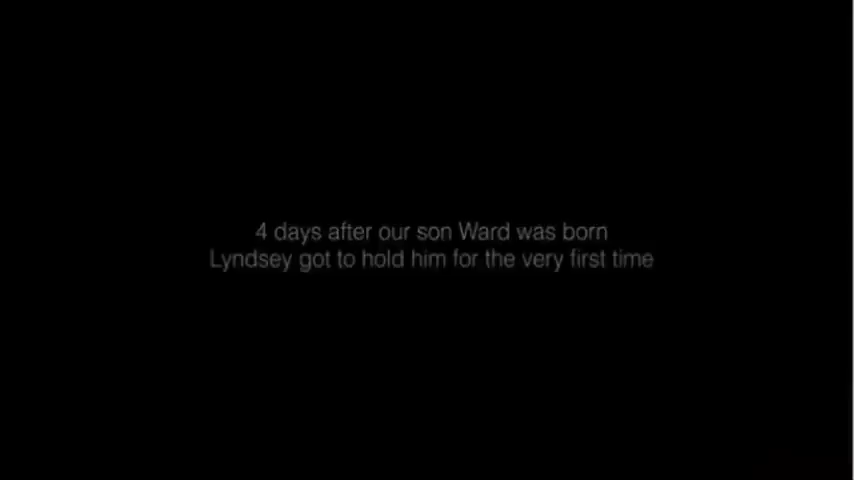 4 days after our son Ward was born
Lyndsey got to hold him for the very first time